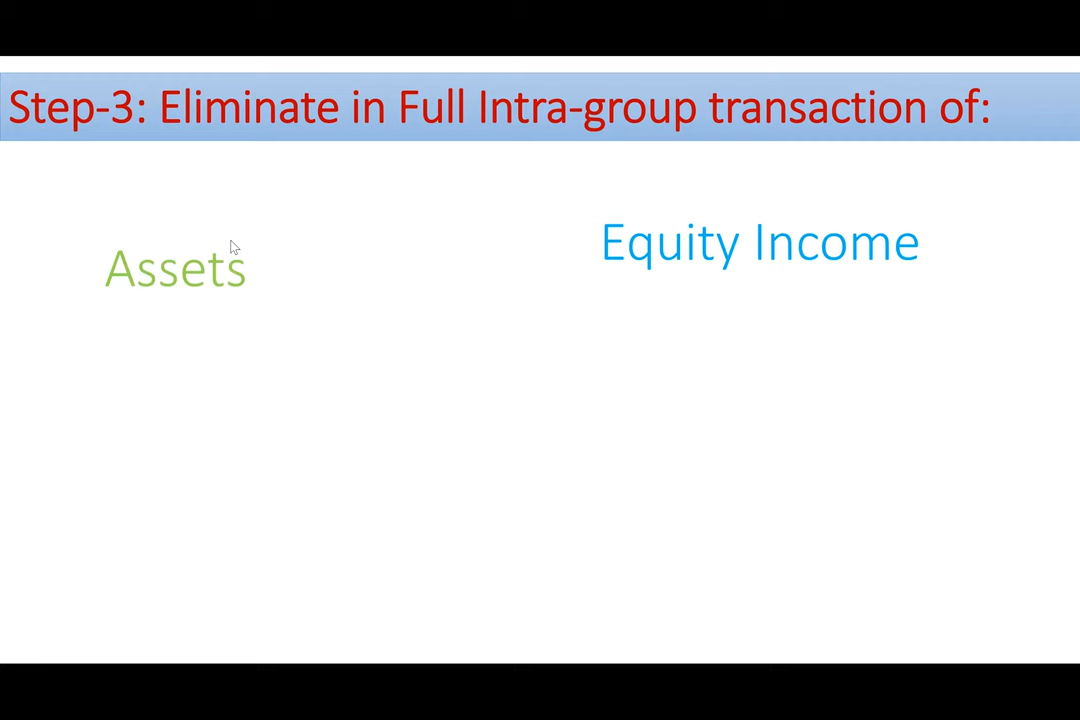 Step-3: Eliminate in Full Intra-group transaction of:
Assets
Equity Income